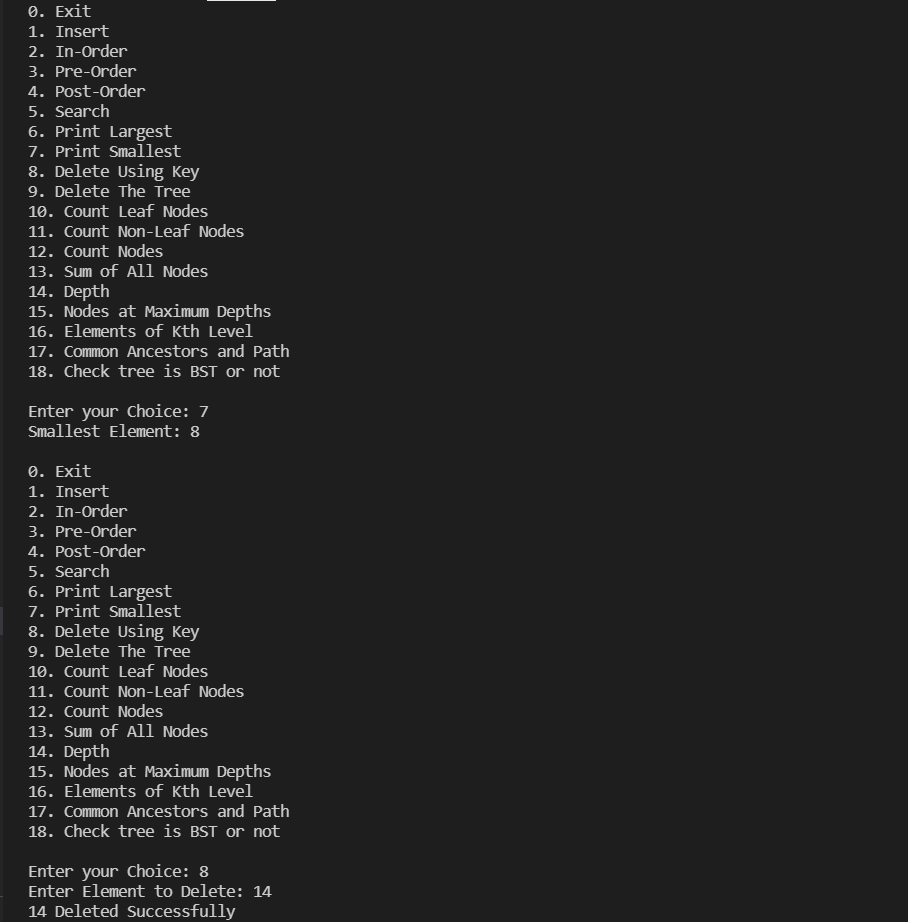 0. Exit
1. Insert
2. In-Order
3. Pre-Order
4. Post-Order
5. Search
6. Print Largest
7. Print Smallest
8. Delete Using Key
9. Delete The Tree
10. Count Leaf Nodes
11. Count Non-Leaf Nodes
12. Count Nodes
13. Sum of All Nodes
14. Depth
15. Nodes at Maximum Depths
16. Elements of Kth Level
17. Common Ancestors and Path
18. Check tree is BST or not
Enter your Choice: 7
Smallest Element: 8
0. Exit
1. Insert
2. In-Order
3. Pre-Order
4. Post-Order
5. Search
6. Print Largest
7. Print Smallest
8. Delete Using Key
9. Delete The Tree
10. Count Leaf Nodes
11. Count Non-Leaf Nodes
12. Count Nodes
13. Sum of All Nodes
14. Depth
15. Nodes at Maximum Depths
16. Elements of Kth Level
17. Common Ancestors and Path
18. Check tree is BST or not
Enter your Choice: 8
Enter Element to Delete: 14
14 Deleted Successfully